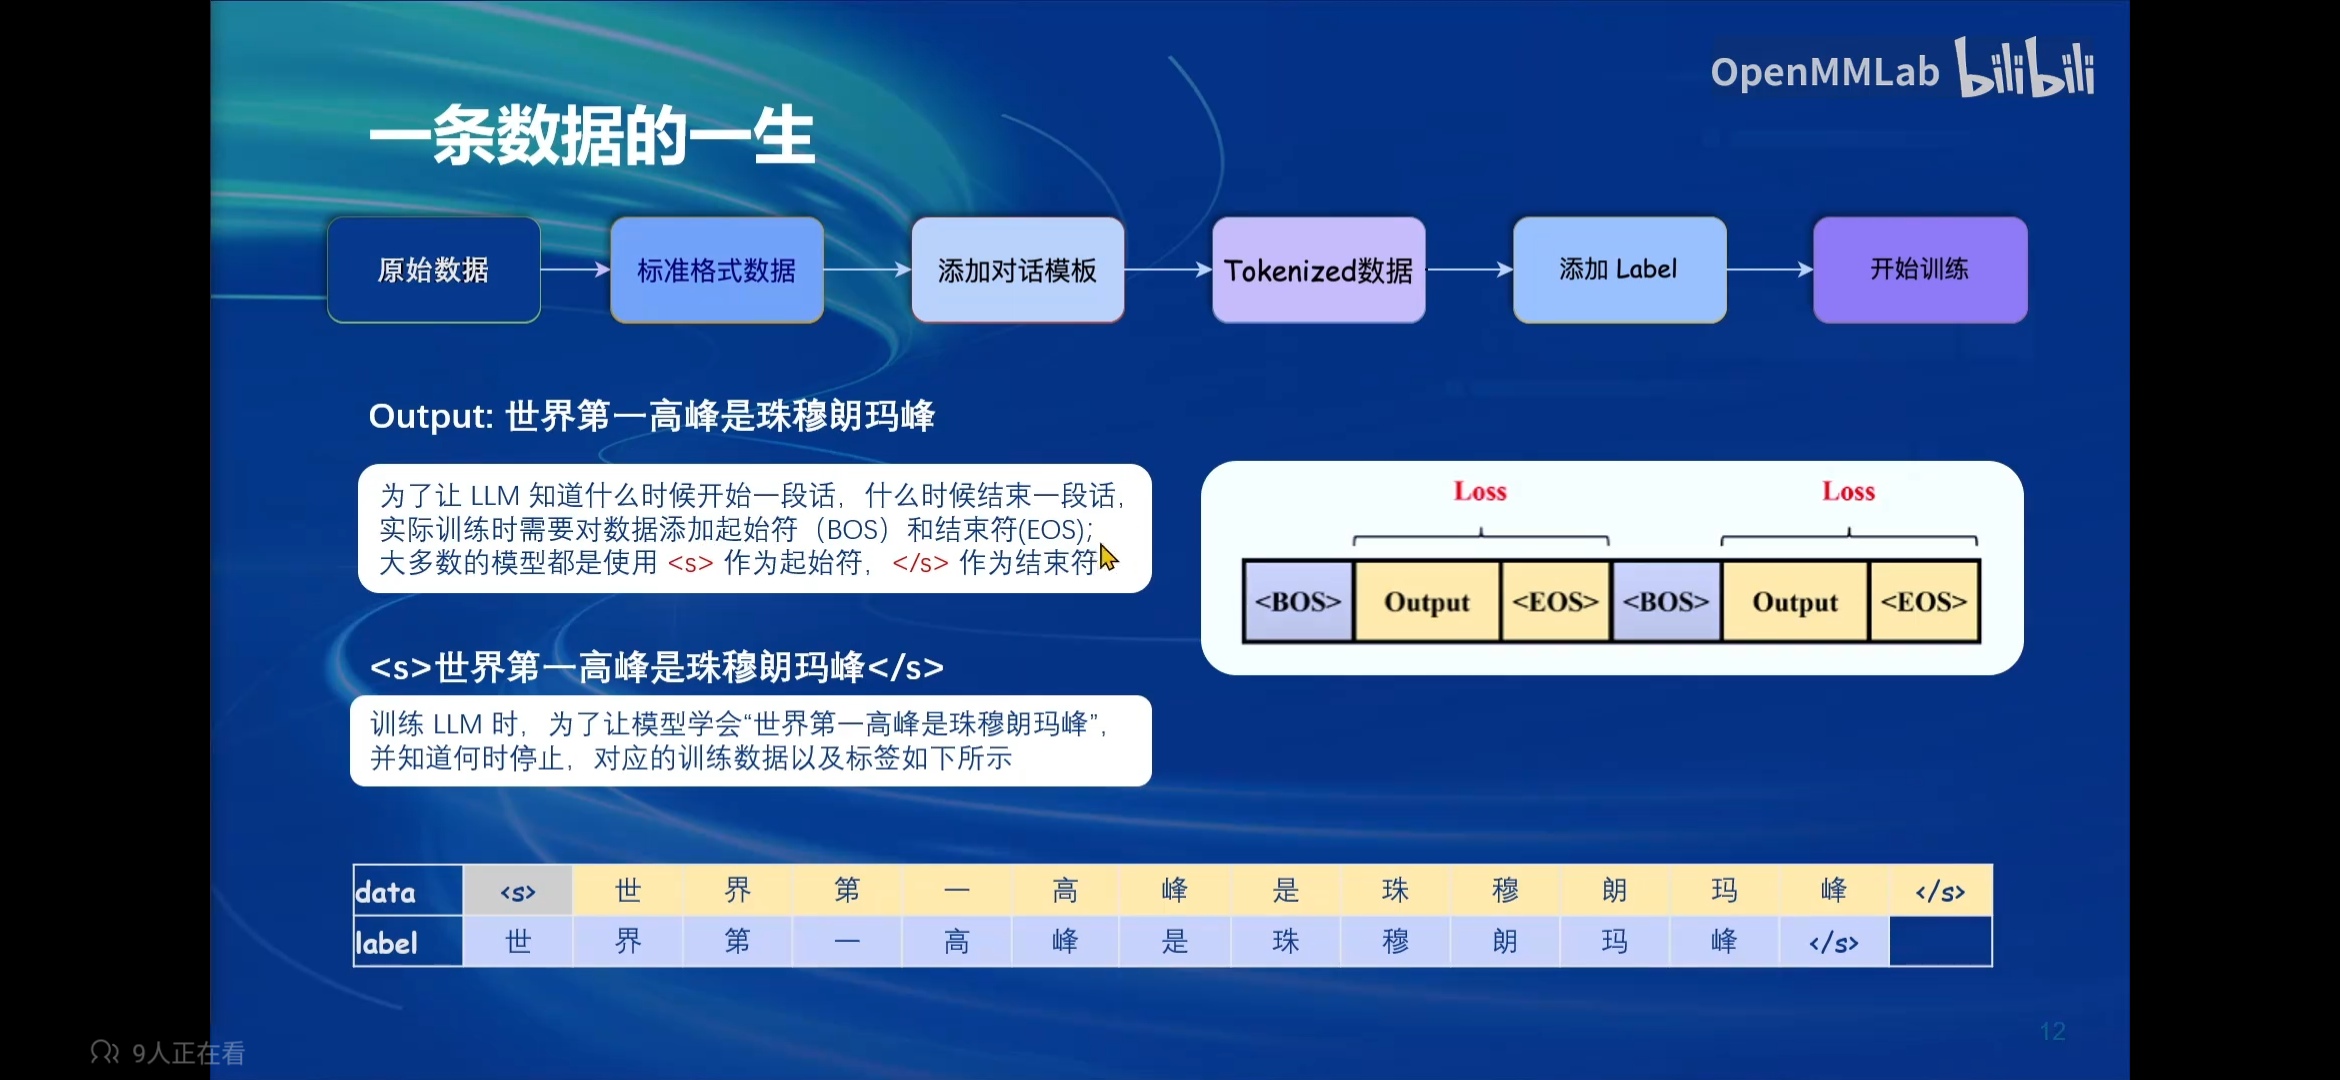 OpenMMLab bilibili
一条数据的一生
原始数据
标准格式数据
添加对话模板
Tokenized数据
添加 Label
开始训练
Output: 世界第一高峰是珠穆朗玛峰
为了让 LLM 知道什么时候开始一段话，什么时候结束一段话，
实际训练时需要对数据添加起始符（BOS）和结束符(EOS);
大多数的模型都是使用 <s> 作为起始符，</s> 作为结束符
Loss Loss
<BOS> Output <EOS> <BOS> Output <EOS>
<s>世界第一高峰是珠穆朗玛峰</s>
训练 LLM 时，为了让模型学会“世界第一高峰是珠穆朗玛峰”，
并知道何时停止，对应的训练数据以及标签如下所示
data <s> 世 界 第 一 高 峰 是 珠 穆 朗 玛 峰 </s>
label 世 界 第 一 高 峰 是 珠 穆 朗 玛 峰 </s>
12
9人正在看